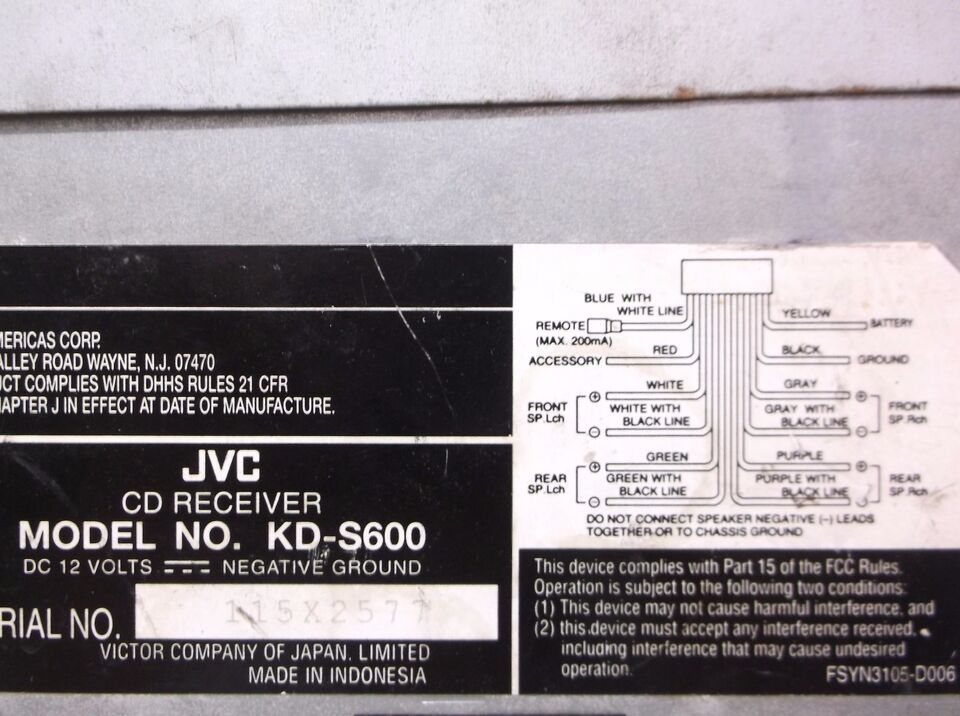 MERICAS CORP.
ALLEY ROAD WAYNE, N.J. 07470
UCT COMPLIES WITH DHHS RULES 21 CFR
HAPTER J IN EFFECT AT DATE OF MANUFACTURE.
JVC
CD RECEIVER
MODEL NO. KD-S600
DC 12 VOLTS NEGATIVE GROUND
RIAL NO. 115X2577
VICTOR COMPANY OF JAPAN, LIMITED
MADE IN INDONESIA
BLUE WITH
WHITE LINE
REMOTE
(MAX. 200mA)
ACCESSORY
RED
WHITE
FRONT
SP.Lch
+
WHITE WITH
BLACK LINE
−
GREEN
REAR
SP.Lch
+
GREEN WITH
BLACK LINE
−
YELLOW
BATTERY
BLACK
GROUND
GRAY
+
FRONT
SP.Rch
GRAY WITH
BLACK LINE
−
PURPLE
+
REAR
SP.Rch
PURPLE WITH
BLACK LINE
DO NOT CONNECT SPEAKER NEGATIVE (−) LEADS
TOGETHER OR TO CHASSIS GROUND
This device complies with Part 15 of the FCC Rules.
Operation is subject to the following two conditions:
(1) This device may not cause harmful interference, and
(2) this device must accept any interference received,
including interference that may cause undesired
operation.
FSYN3105-D006